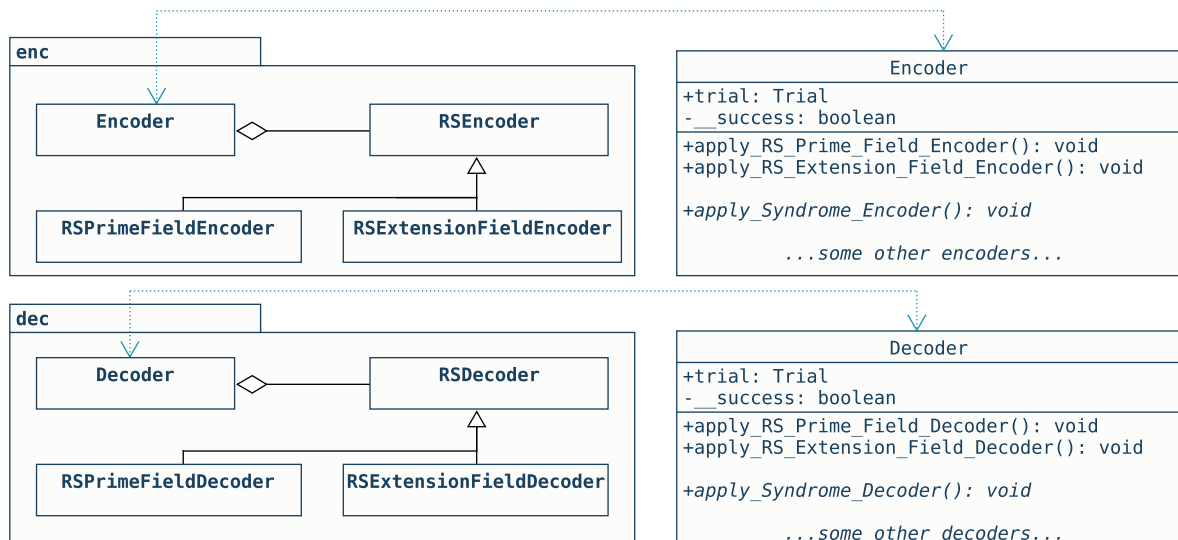 enc
Encoder
RSEncoder
RSPrimeFieldEncoder
RSExtensionFieldEncoder
Encoder
+trial: Trial
-__success: boolean
+apply_RS_Prime_Field_Encoder(): void
+apply_RS_Extension_Field_Encoder(): void
+apply_Syndrome_Encoder(): void
...some other encoders...
dec
Decoder
RSDecoder
RSPrimeFieldDecoder
RSExtensionFieldDecoder
Decoder
+trial: Trial
-__success: boolean
+apply_RS_Prime_Field_Decoder(): void
+apply_RS_Extension_Field_Decoder(): void
+apply_Syndrome_Decoder(): void
...some other decoders...